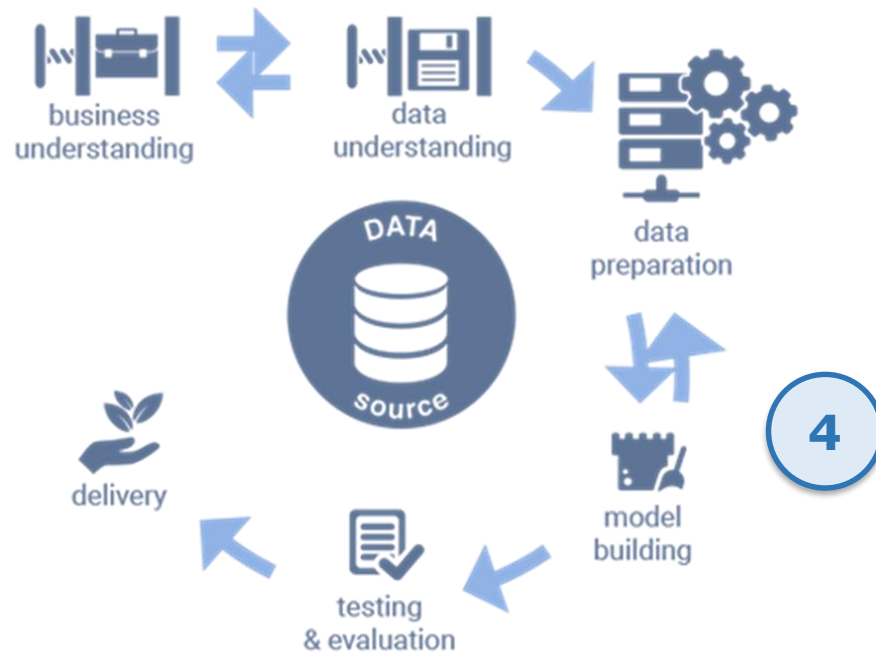 business
understanding
data
understanding
data
preparation
DATA
source
4
model
building
delivery
testing
& evaluation